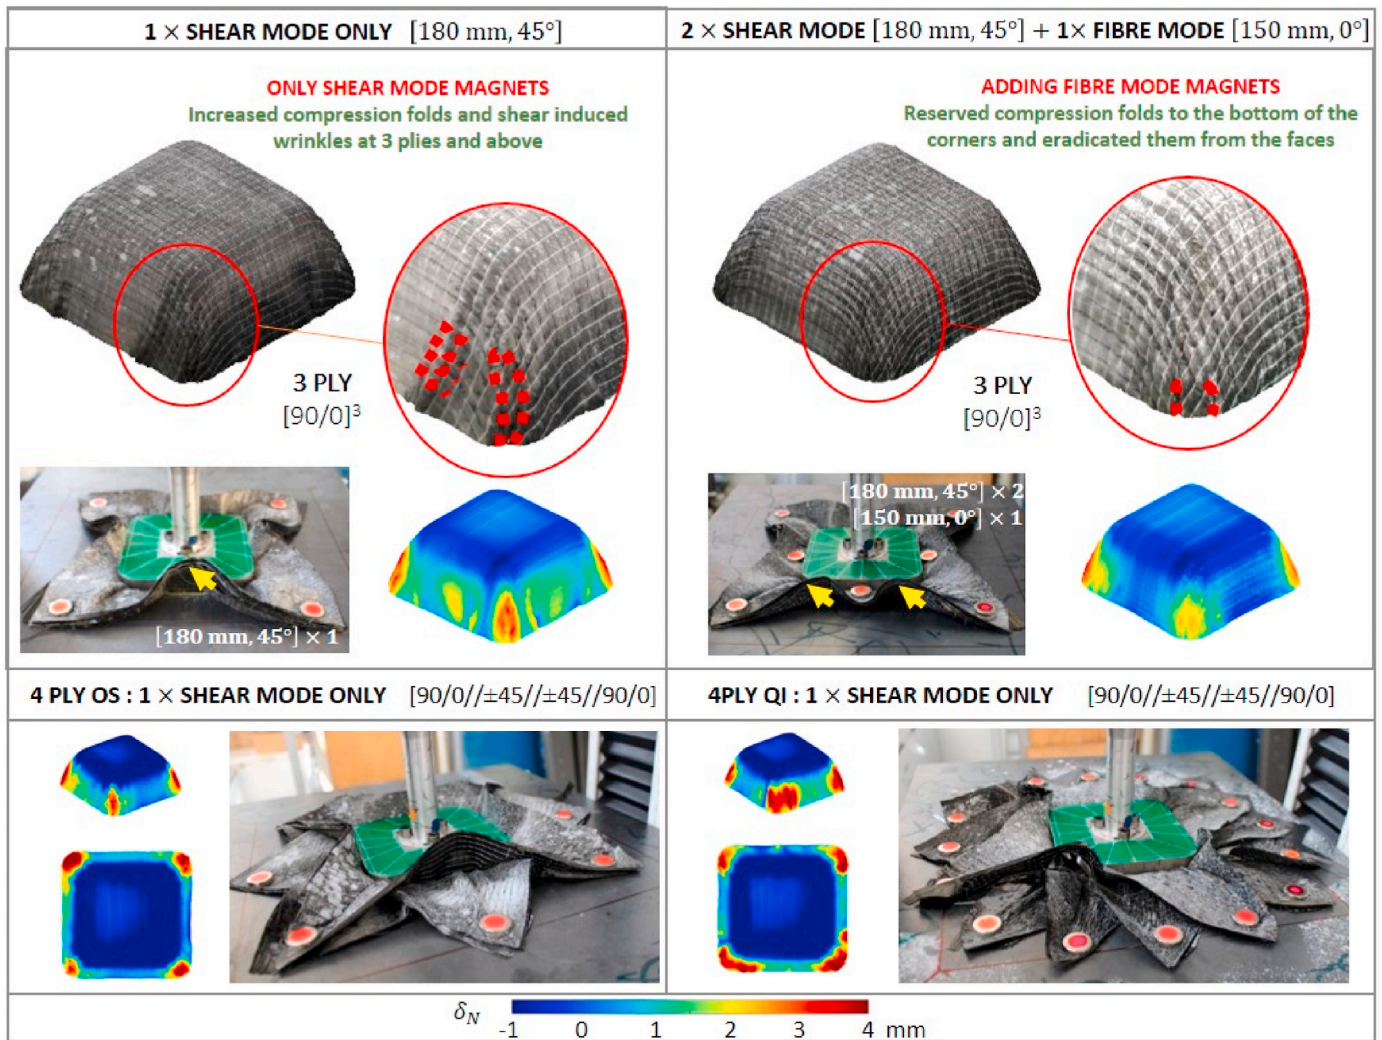 1 × SHEAR MODE ONLY [180 mm, 45°]
2 × SHEAR MODE [180 mm, 45°] + 1× FIBRE MODE [150 mm, 0°]
ONLY SHEAR MODE MAGNETS
Increased compression folds and shear induced
wrinkles at 3 plies and above
3 PLY
[90/0]³
[180 mm, 45°] × 1
ADDING FIBRE MODE MAGNETS
Reserved compression folds to the bottom of the
corners and eradicated them from the faces
3 PLY
[90/0]³
[180 mm, 45°] × 2
[150 mm, 0°] × 1
4 PLY OS : 1 × SHEAR MODE ONLY [90/0//±45//±45//90/0]
4PLY QI : 1 × SHEAR MODE ONLY [90/0//±45//±45//90/0]
δN
-1 0 1 2 3 4 mm